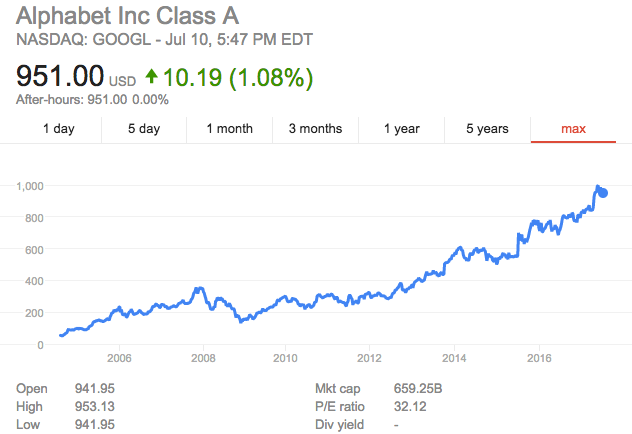 Alphabet Inc Class A
NASDAQ: GOOGL - Jul 10, 5:47 PM EDT
951.00 USD 10.19 (1.08%)
After-hours: 951.00 0.00%
1 day 5 day 1 month 3 months 1 year 5 years max
1,000
800
600
400
200
0
2006 2008 2010 2012 2014 2016
Open 941.95 Mkt cap 659.25B
High 953.13 P/E ratio 32.12
Low 941.95 Div yield -